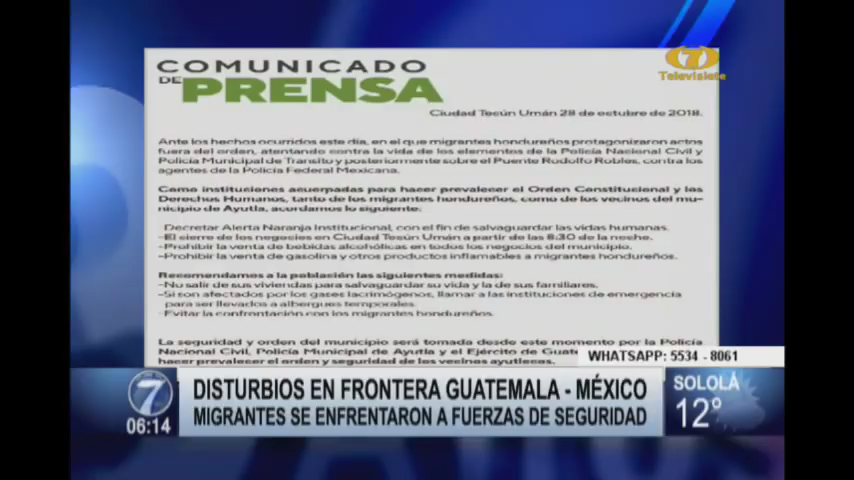 COMUNICADO
DE PRENSA
7
Televisiete
Ciudad Tecún Umán 28 de octubre de 2018.
Ante los hechos ocurridos este día, en el que migrantes hondureños protagonizaron actos
fuera del orden, atentando contra la vida de los elementos de la Policía Nacional Civil y
Policía Municipal de Transito y posteriormente sobre el Puente Rodolfo Robles, contra los
agentes de la Policía Federal Mexicana.
Como instituciones acuerpadas para hacer prevalecer el Orden Constitucional y los
Derechos Humanos, tanto de los migrantes hondureños, como de los vecinos del mu-
nicipio de Ayutla, acordamos lo siguiente:
Decretar Alerta Naranja Institucional, con el fin de salvaguardar las vidas humanas.
-El cierre de los negocios en Ciudad Tecún Umán a partir de las 8:30 de la noche.
-Prohibir la venta de bebidas alcohólicas en todos los negocios del municipio.
-Prohibir la venta de gasolina y otros productos inflamables a migrantes hondureños.
Recomendamos a la población las siguientes medidas:
-No salir de sus viviendas para salvaguardar su vida y la de sus familiares.
-Si son afectados por los gases lacrimógenos, llamar a las instituciones de emergencia
para ser llevados a albergues temporales.
-Evitar la confrontación con los migrantes hondureños.
La seguridad y orden del municipio será tomada desde este momento por la Policía
Nacional Civil, Policía Municipal de Ayutla y el Ejército de Guate
hacer prevalecer el orden y seguridad de los vecinos ayutlecos.
WHATSAPP: 5534 - 8061
7
06:14
DISTURBIOS EN FRONTERA GUATEMALA - MÉXICO
MIGRANTES SE ENFRENTARON A FUERZAS DE SEGURIDAD
SOLOLÁ
12°